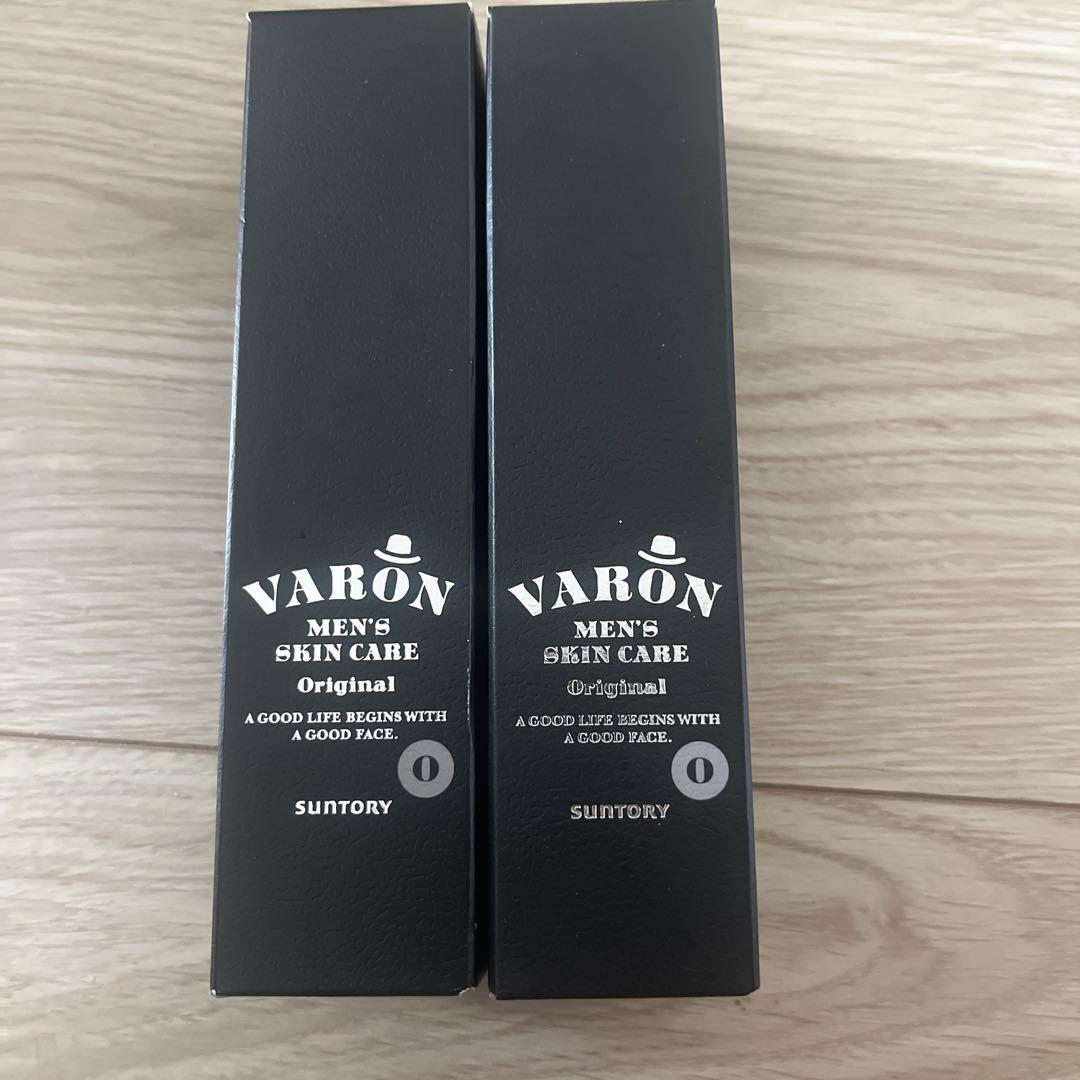 VARON
MEN'S
SKIN CARE
Original
A GOOD LIFE BEGINS WITH
A GOOD FACE.
O
SUNTORY
VARON
MEN'S
SKIN CARE
Original
A GOOD LIFE BEGINS WITH
A GOOD FACE.
O
SUNTORY